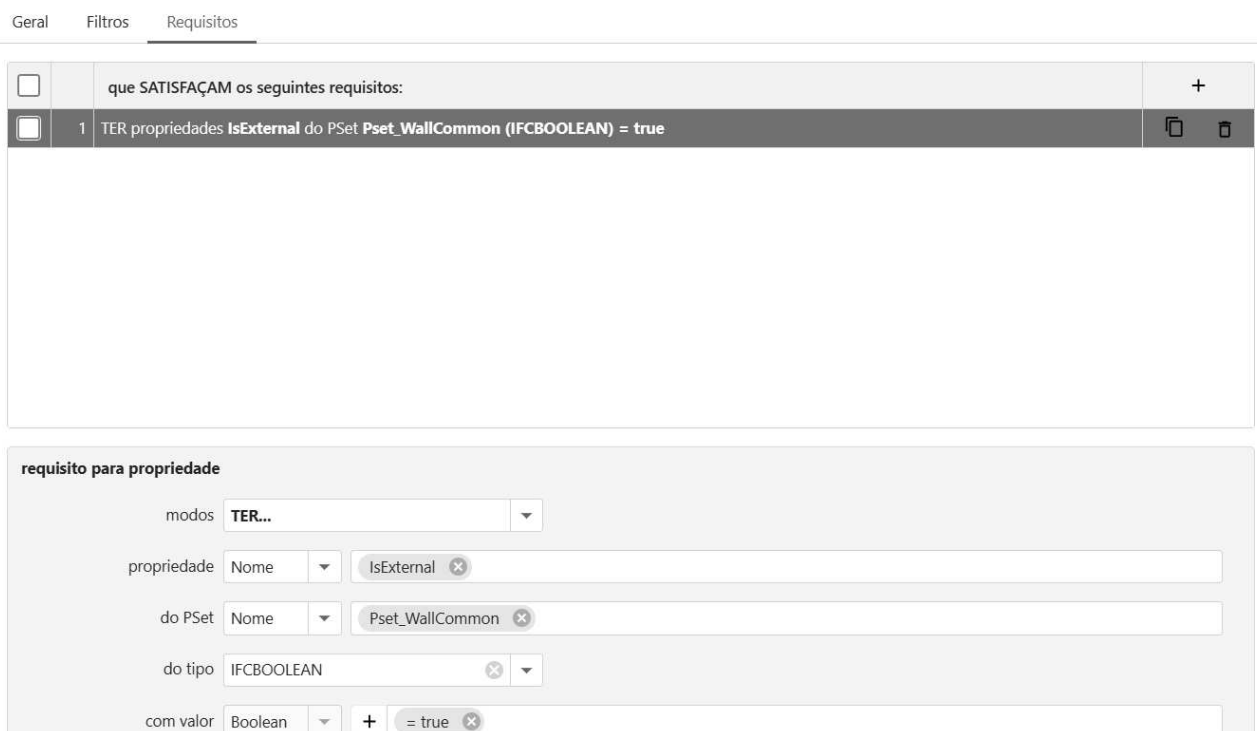 Geral Filtros Requisitos
que SATISFAÇAM os seguintes requisitos: +
1 TER propriedades IsExternal do PSet Pset_WallCommon (IFCBOOLEAN) = true
requisito para propriedade
modos TER...
propriedade Nome IsExternal
do PSet Nome Pset_WallCommon
do tipo IFCBOOLEAN
com valor Boolean + = true